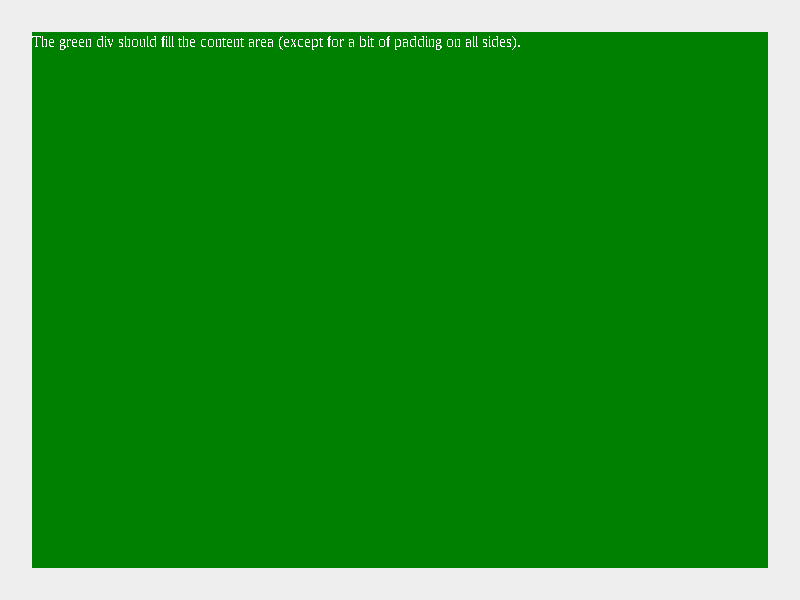 The green div should fill the content area (except for a bit of padding on all sides).